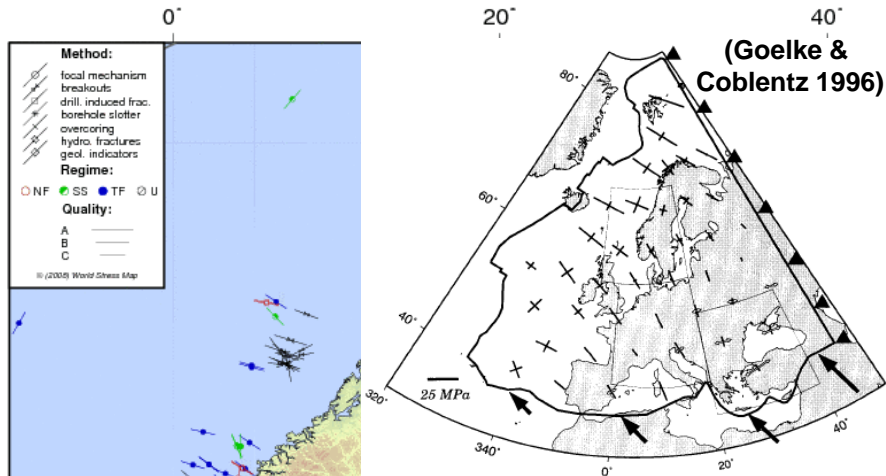 0°
Method:
focal mechanism
breakouts
drill. induced frac.
borehole slotter
overcoring
hydro. fractures
geol. indicators
Regime:
NF SS TF U
Quality:
A
B
C
© (2008) World Stress Map
20°
40°
(Goelke &
Coblentz 1996)
80°
60°
40°
320°
25 MPa
340°
0°
20°
40°